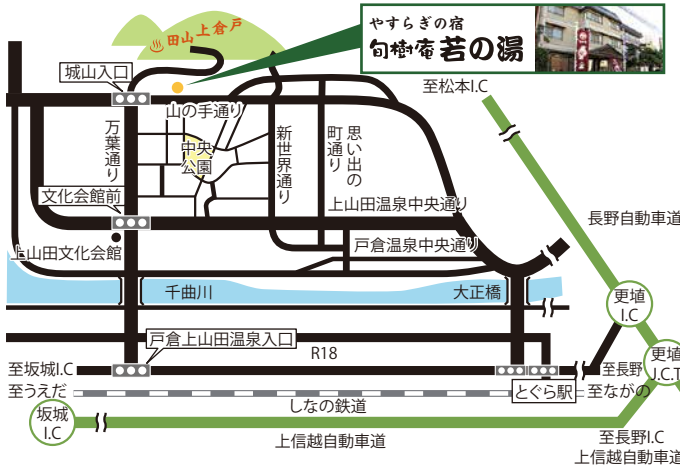 やすらぎの宿
旬樹庵 若の湯
田山上倉戸
城山入口
至松本I.C
山の手通り
万葉通り
中央
公園
新世界通り
思い出の
町通り
文化会館前
上山田温泉中央通り
長野自動車道
上山田文化会館
戸倉温泉中央通り
千曲川
大正橋
更埴
I.C
戸倉上山田温泉入口
R18
更埴
J.C.T
至坂城I.C
至長野
至うえだ
とぐら駅
至ながの
しなの鉄道
坂城
I.C
上信越自動車道
至長野I.C
上信越自動車道